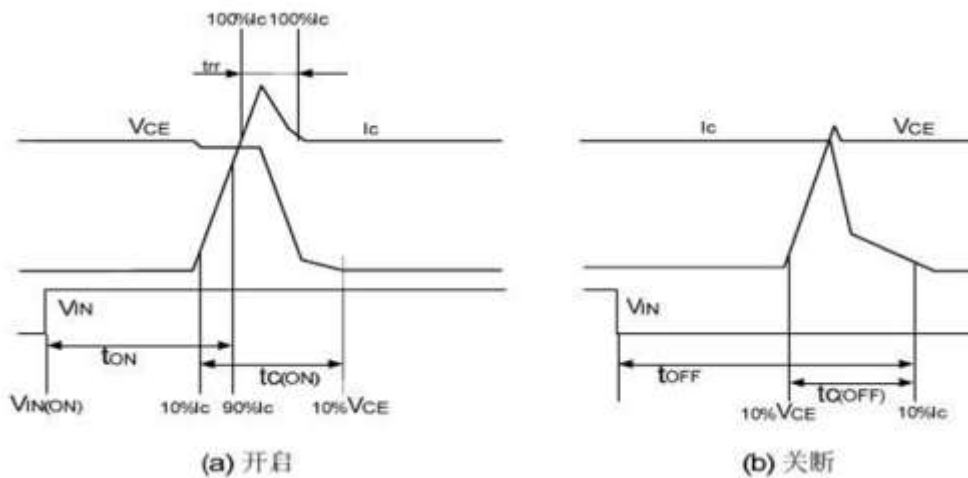 100%Ic 100%Ic
trr
VCE
Ic
VIN
tON
tC(ON)
VIN(ON)
10%Ic
90%Ic
10%VCE
(a) 开启
Ic
VCE
VIN
tOFF
tC(OFF)
10%VCE
10%Ic
(b) 关断